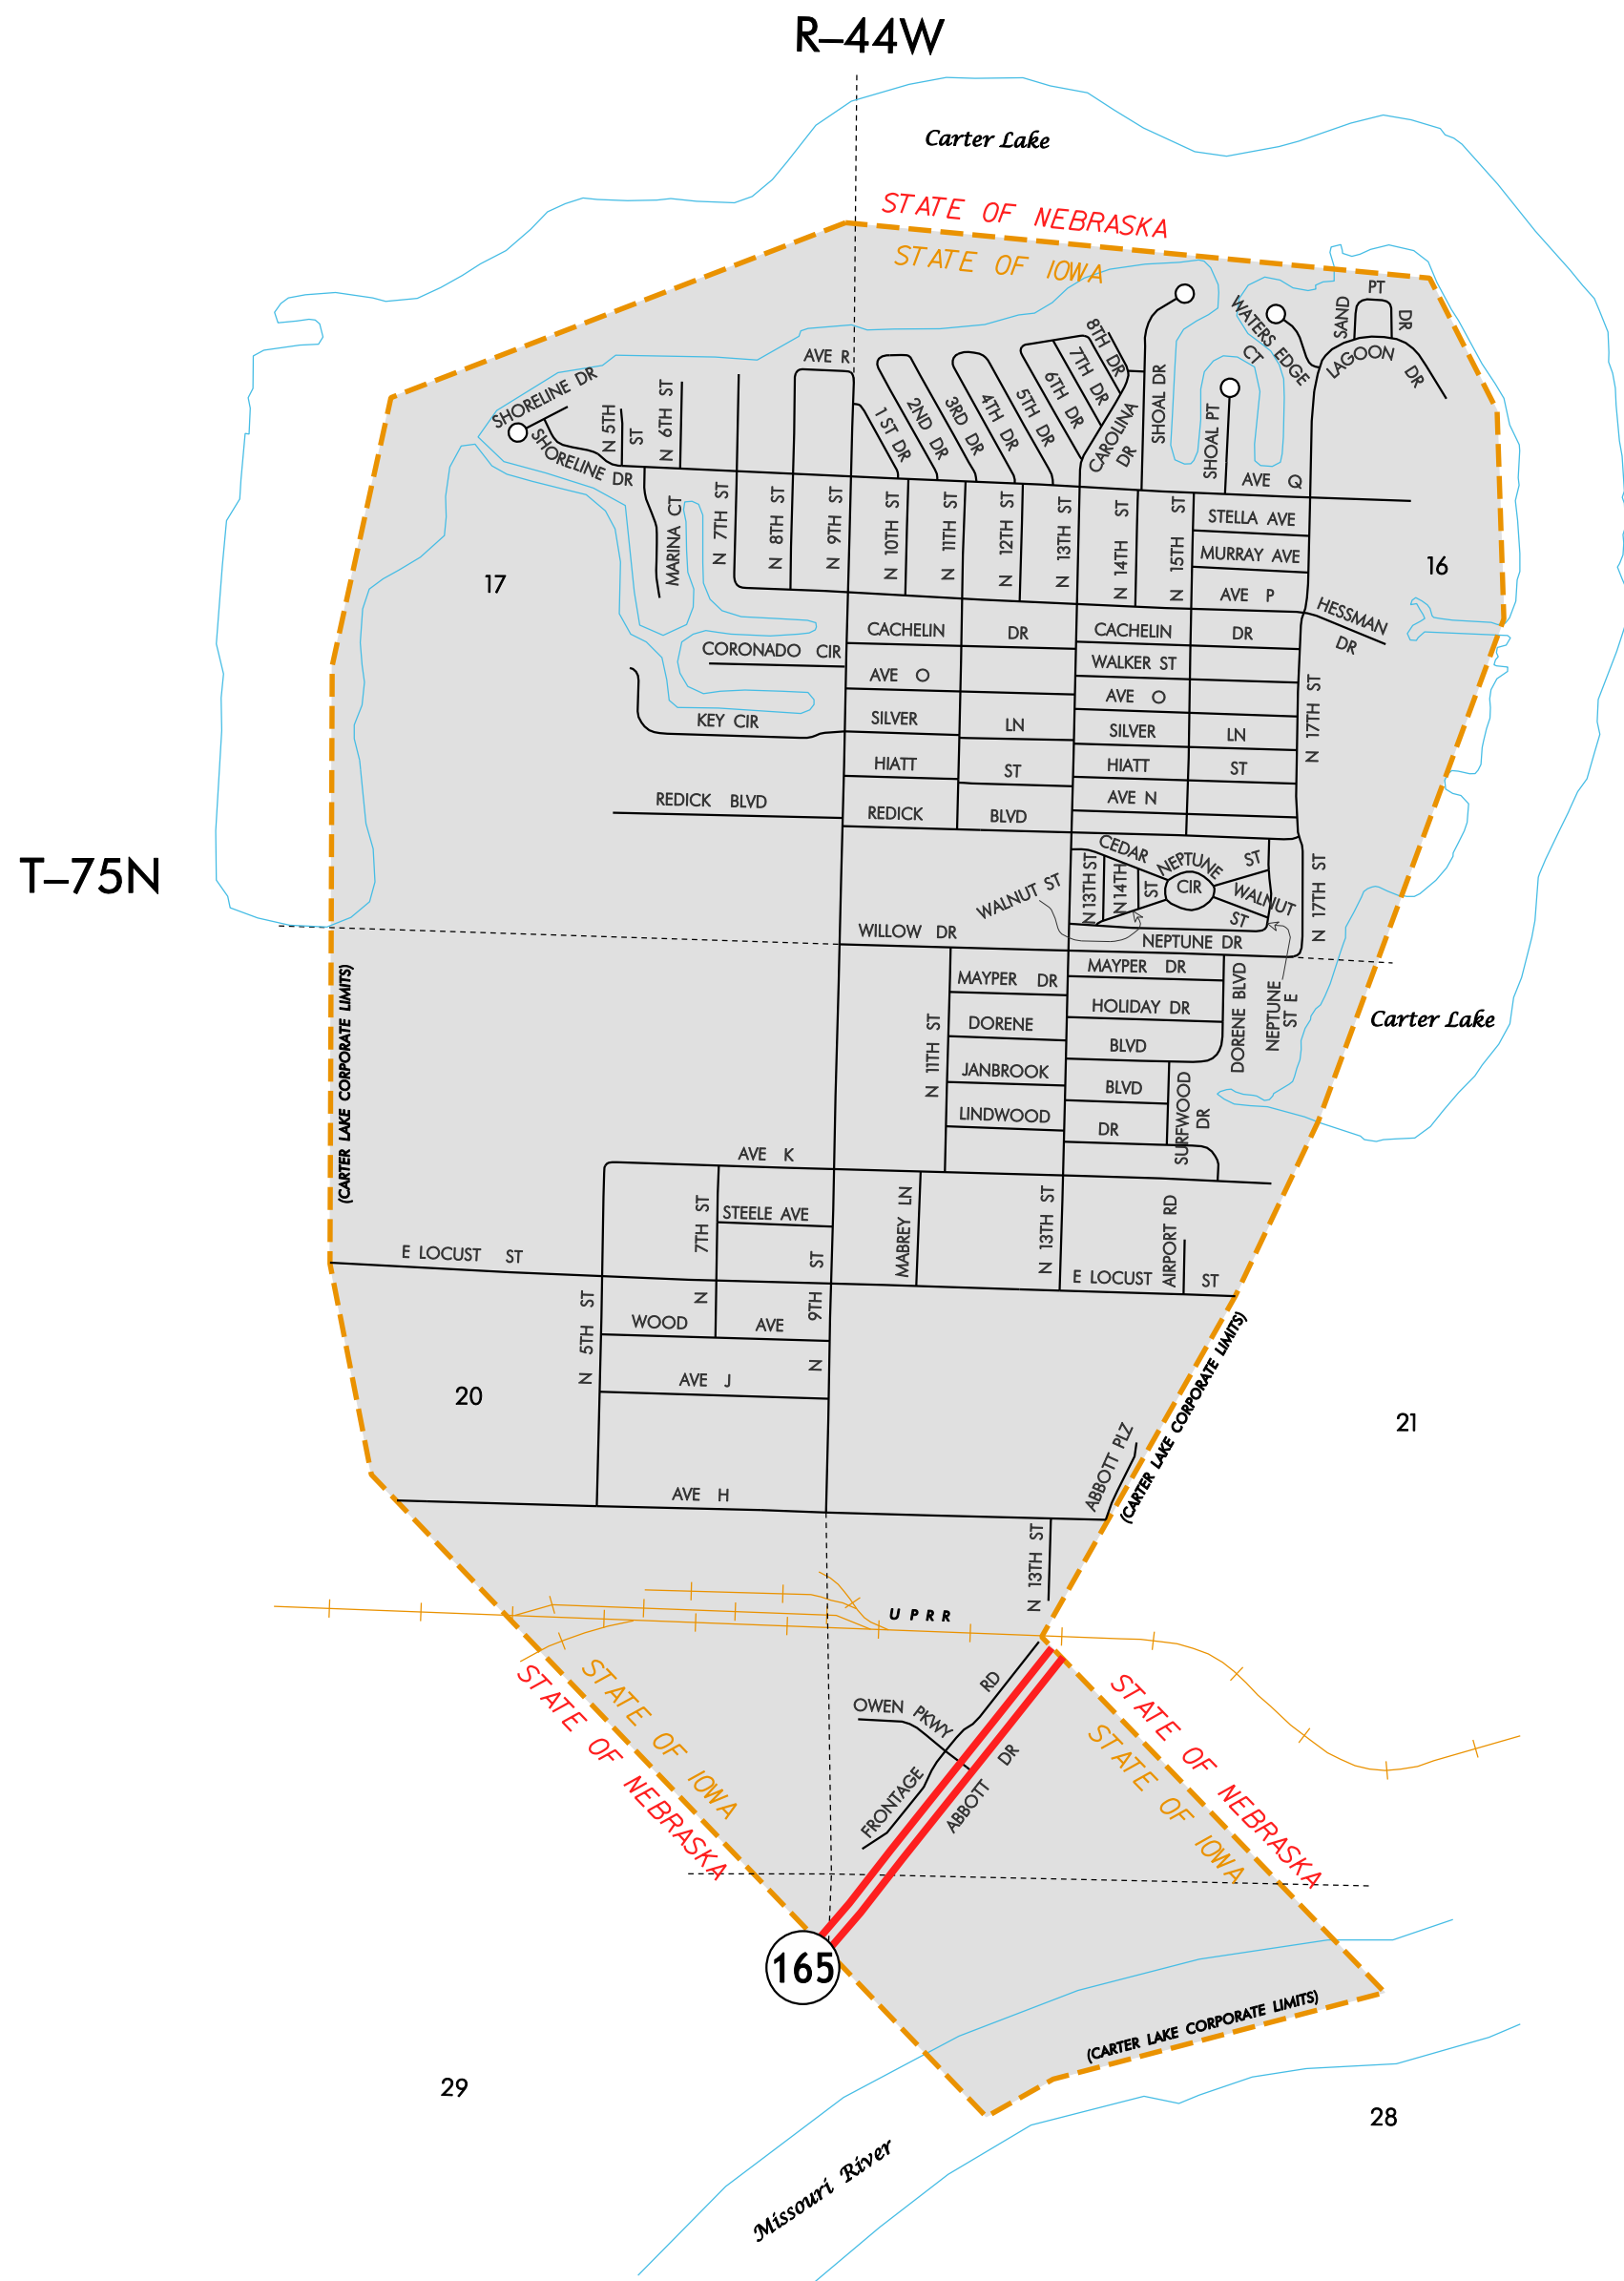 R–44W
Carter Lake
STATE OF NEBRASKA
STATE OF IOWA
SAND PT DR
WATERS EDGE CT
LAGOON DR
8TH DR
7TH DR
6TH DR
5TH DR
4TH DR
3RD DR
2ND DR
1ST DR
AVE R
CAROLINA DR
SHOAL DR
SHOAL PT
SHORELINE DR
SHORELINE DR
N 5TH ST
N 6TH ST
AVE Q
MARINA CT
N 7TH ST
N 8TH ST
N 9TH ST
N 10TH ST
N 11TH ST
N 12TH ST
N 13TH ST
N 14TH ST
N 15TH ST
STELLA AVE
MURRAY AVE
AVE P
17
16
HESSMAN DR
CACHELIN DR
CACHELIN DR
CORONADO CIR
WALKER ST
AVE O
AVE O
KEY CIR
SILVER LN
SILVER LN
N 17TH ST
HIATT ST
HIATT ST
AVE N
REDICK BLVD
REDICK BLVD
T–75N
CEDAR ST
NEPTUNE CIR
WALNUT ST
WALNUT ST
N 13TH ST
N 14TH ST
N 17TH ST
WILLOW DR
NEPTUNE DR
MAYPER DR
MAYPER DR
HOLIDAY DR
DORENE BLVD
DORENE BLVD
NEPTUNE ST E
Carter Lake
N 11TH ST
JANBROOK BLVD
LINDWOOD DR
SURFWOOD DR
(CARTER LAKE CORPORATE LIMITS)
AVE K
7TH ST N
STEELE AVE
MABREY LN
N 13TH ST
AIRPORT RD
E LOCUST ST
E LOCUST ST
N 5TH ST
WOOD AVE
N 9TH ST
AVE J
20
21
(CARTER LAKE CORPORATE LIMITS)
ABBOTT PLZ
AVE H
N 13TH ST
U P R R
STATE OF IOWA
STATE OF NEBRASKA
OWEN PKWY
FRONTAGE RD
ABBOTT DR
STATE OF NEBRASKA
STATE OF IOWA
165
(CARTER LAKE CORPORATE LIMITS)
29
28
Missouri River